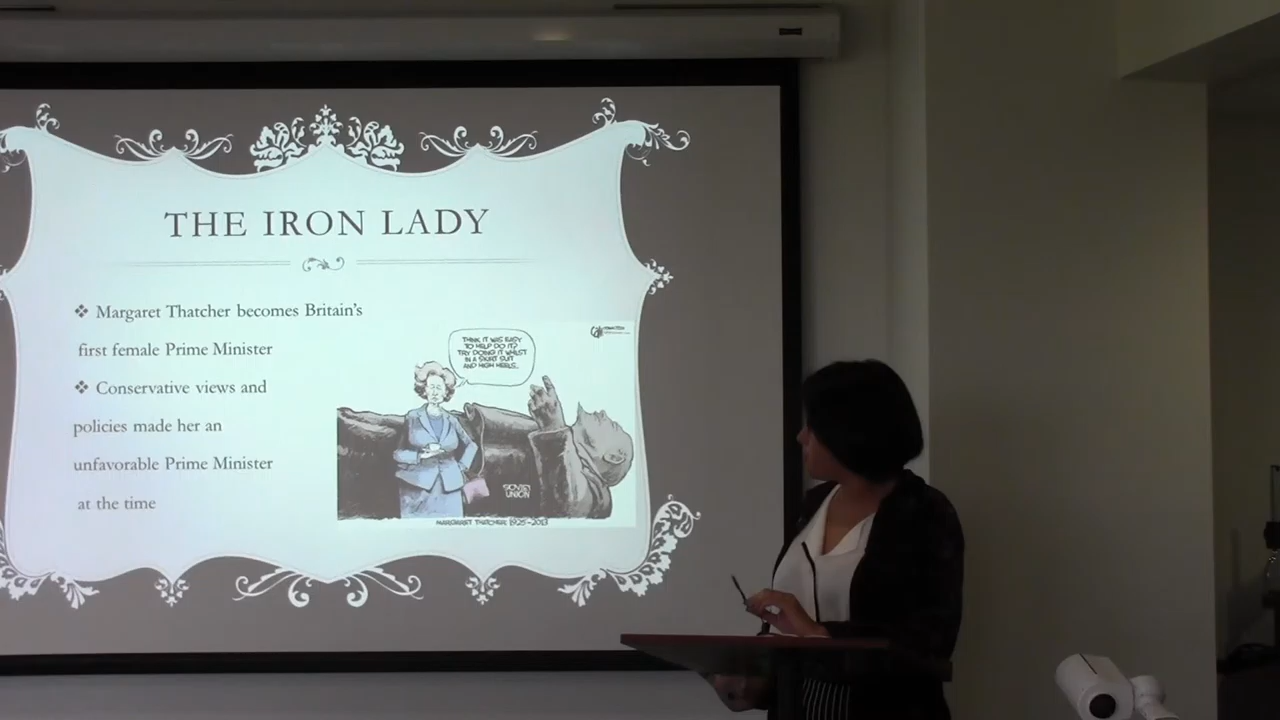 THE IRON LADY
❖ Margaret Thatcher becomes Britain's
first female Prime Minister
❖ Conservative views and
policies made her an
unfavorable Prime Minister
at the time
THINK IT WAS EASY
TO HELP DO IT?
TRY DOING IT WHILST
IN A SKIRT SUIT
AND HIGH HEELS..
SOVIET
UNION
MARGARET THATCHER 1925-2013